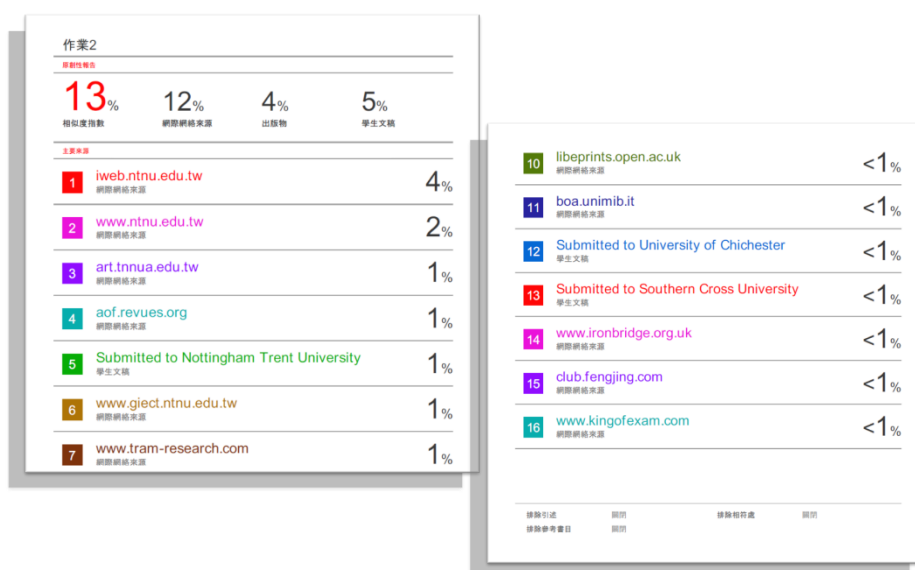 作業2
原創性報告
13% 12% 4% 5%
相似度指數 網際網絡來源 出版物 學生文稿
主要來源
1 iweb.ntnu.edu.tw 4%
網際網絡來源
2 www.ntnu.edu.tw 2%
網際網絡來源
3 art.tnnua.edu.tw 1%
網際網絡來源
4 aof.revues.org 1%
網際網絡來源
5 Submitted to Nottingham Trent University 1%
學生文稿
6 www.giect.ntnu.edu.tw 1%
網際網絡來源
7 www.tram-research.com 1%
網際網絡來源
10 libeprints.open.ac.uk <1%
網際網絡來源
11 boa.unimib.it <1%
網際網絡來源
12 Submitted to University of Chichester <1%
學生文稿
13 Submitted to Southern Cross University <1%
學生文稿
14 www.ironbridge.org.uk <1%
網際網絡來源
15 club.fengjing.com <1%
網際網絡來源
16 www.kingofexam.com <1%
網際網絡來源
排除引述 關閉 排除相符處 關閉
排除參考書目 關閉